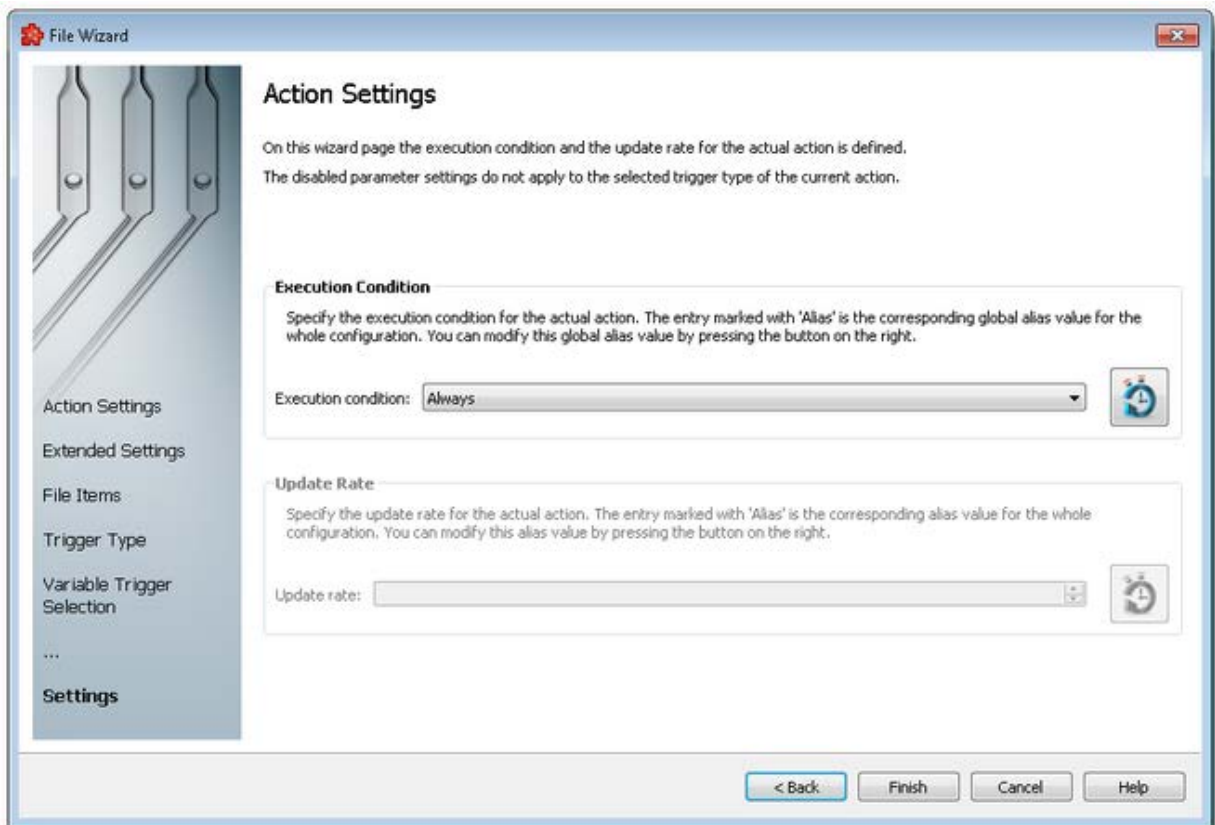 File Wizard
Action Settings
On this wizard page the execution condition and the update rate for the actual action is defined.
The disabled parameter settings do not apply to the selected trigger type of the current action.
Execution Condition
Specify the execution condition for the actual action. The entry marked with 'Alias' is the corresponding global alias value for the
whole configuration. You can modify this global alias value by pressing the button on the right.
Execution condition: Always
Update Rate
Specify the update rate for the actual action. The entry marked with 'Alias' is the corresponding alias value for the whole
configuration. You can modify this alias value by pressing the button on the right.
Update rate:
Action Settings
Extended Settings
File Items
Trigger Type
Variable Trigger
Selection
...
Settings
< Back Finish Cancel Help